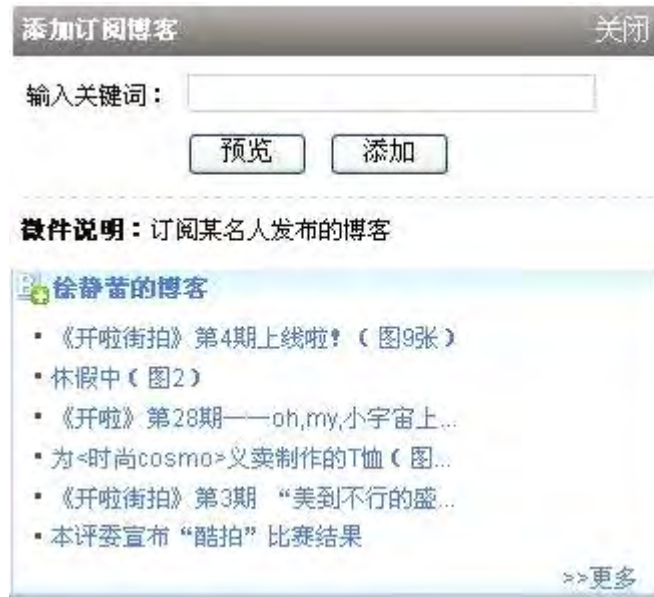 添加订阅博客 关闭
输入关键词：
预览 添加
微件说明：订阅某名人发布的博客
徐静蕾的博客
▪ 《开啦街拍》第4期上线啦！（图9张）
▪ 休假中（图2）
▪ 《开啦》第28期——oh,my,小宇宙上...
▪ 为<时尚cosmo>义卖制作的T恤（图...
▪ 《开啦街拍》第3期 “美到不行的盛...
▪ 本评委宣布“酷拍”比赛结果
>>更多